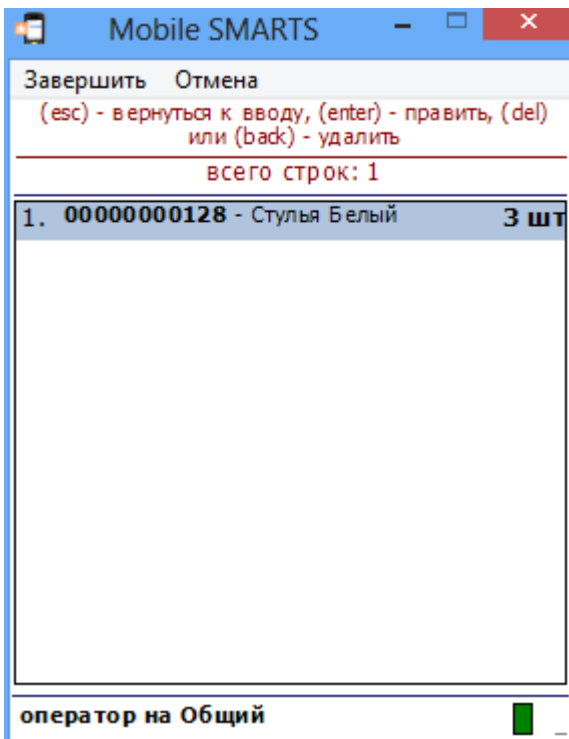 Mobile SMARTS
Завершить Отмена
(esc) - вернуться к вводу, (enter) - править, (del)
или (back) - удалить
всего строк: 1
1. 00000000128 - Стулья Белый 3 шт
оператор на Общий